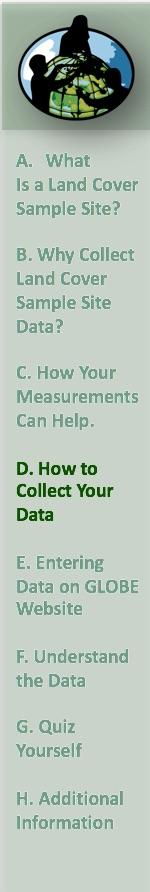 A. What
Is a Land Cover
Sample Site?
B. Why Collect
Land Cover
Sample Site
Data?
C. How Your
Measurements
Can Help.
D. How to
Collect Your
Data
E. Entering
Data on GLOBE
Website
F. Understand
the Data
G. Quiz
Yourself
H. Additional
Information